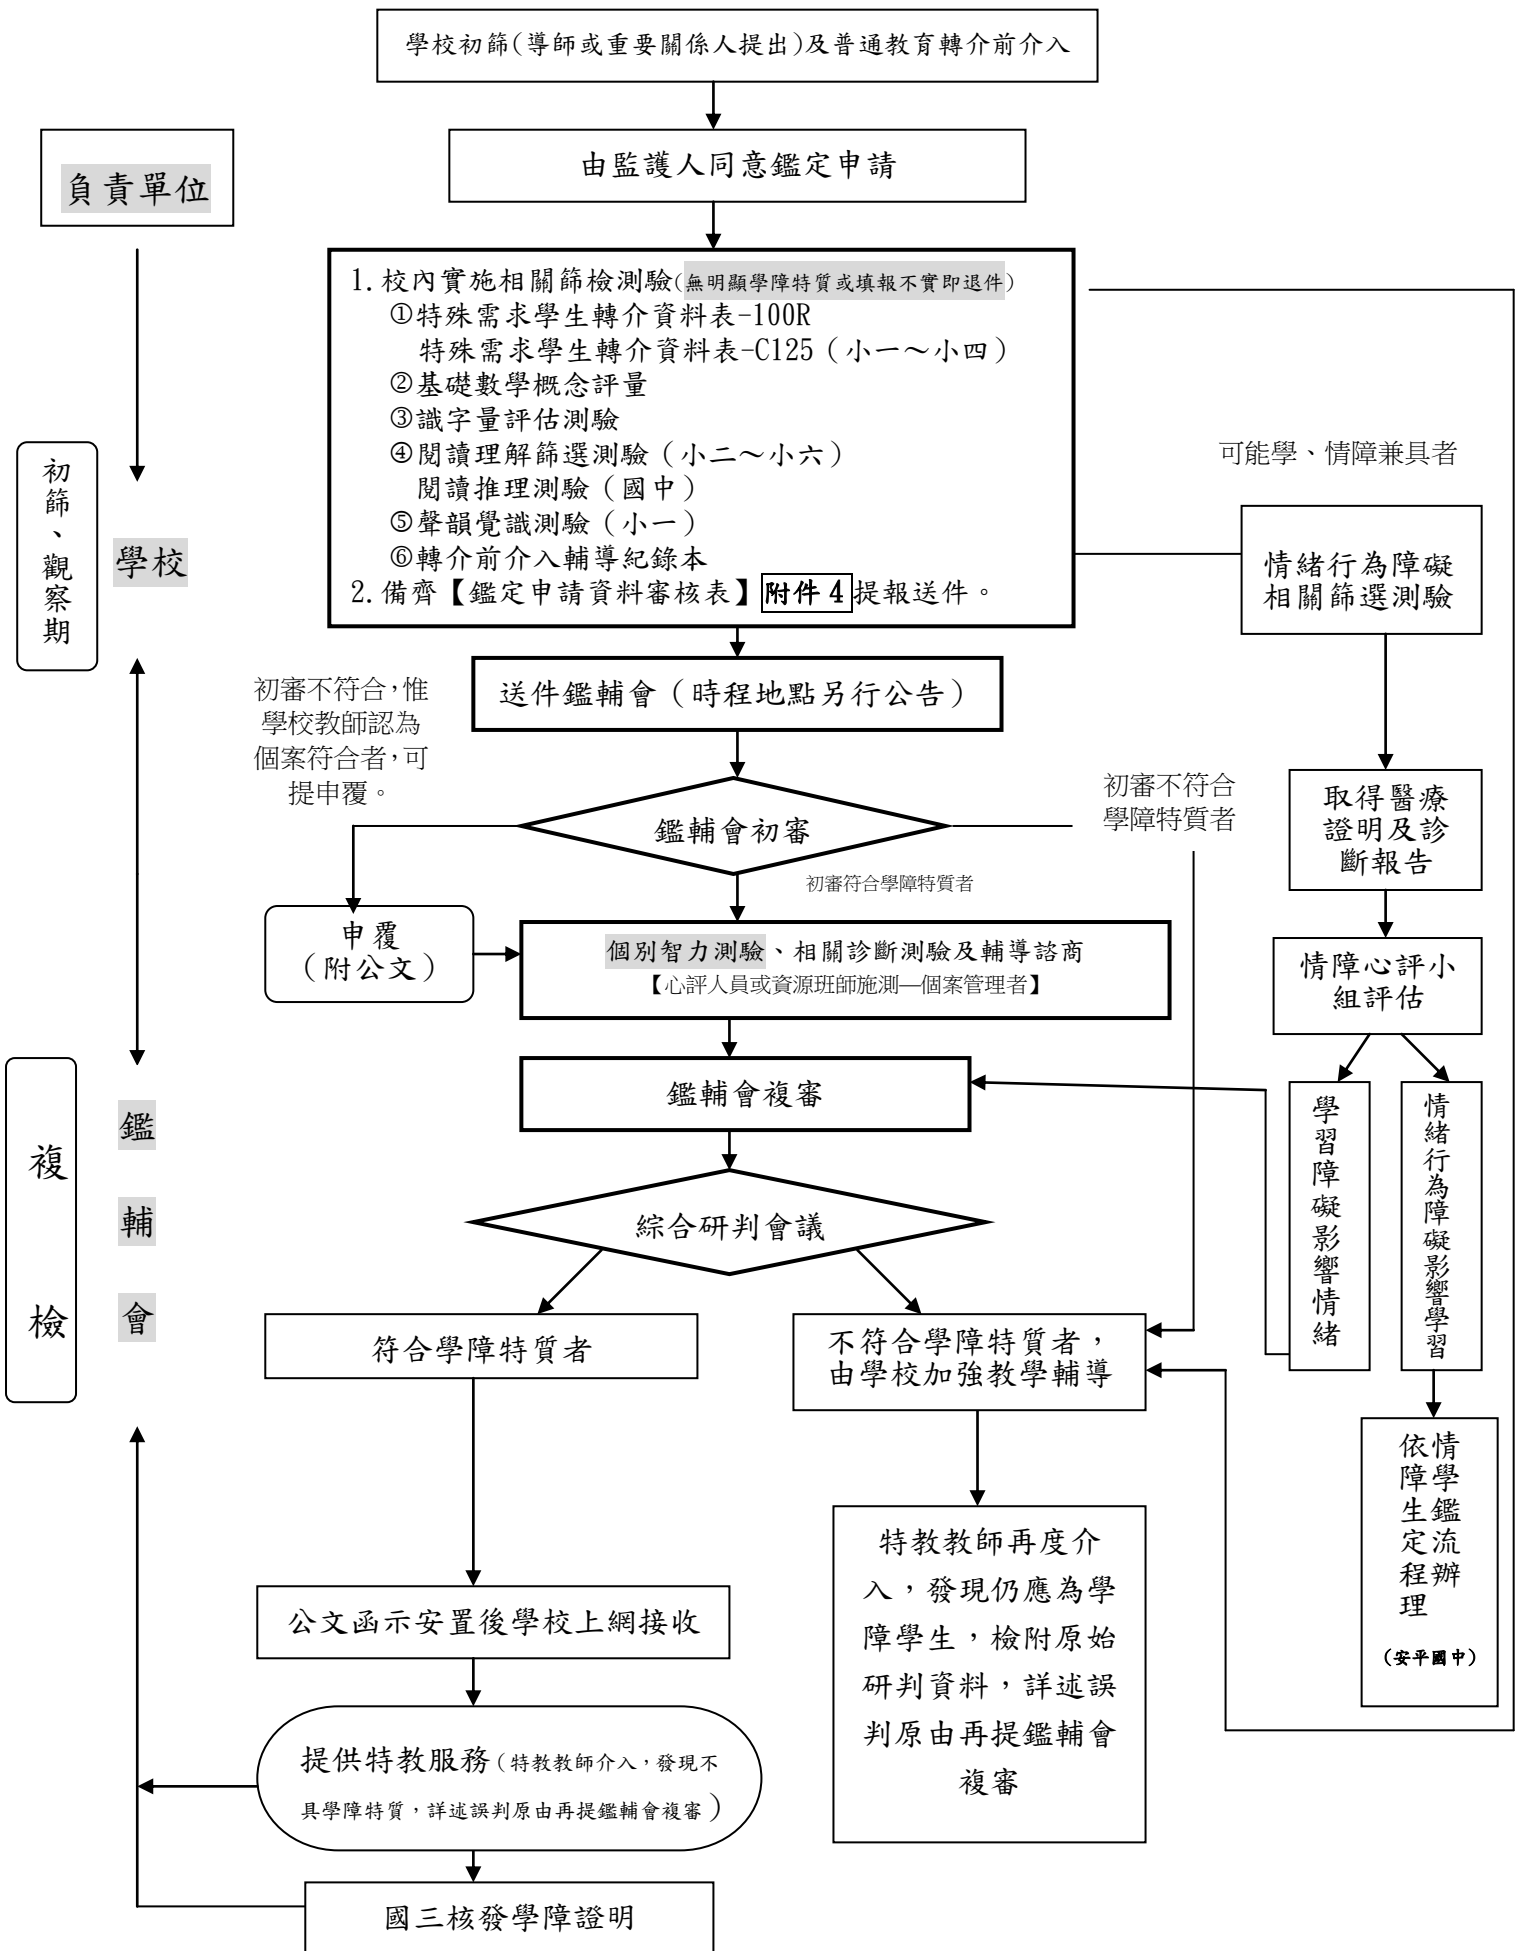 學校初篩(導師或重要關係人提出)及普通教育轉介前介入
負責單位
由監護人同意鑑定申請
1.校內實施相關篩檢測驗(無明顯學障特質或填報不實即退件)
①特殊需求學生轉介資料表-100R
特殊需求學生轉介資料表-C125（小一～小四）
②基礎數學概念評量
③識字量評估測驗
④閱讀理解篩選測驗（小二～小六）
閱讀推理測驗（國中）
⑤聲韻覺識測驗（小一）
⑥轉介前介入輔導紀錄本
2.備齊【鑑定申請資料審核表】附件 4 提報送件。
初篩、觀察期
學校
可能學、情障兼具者
情緒行為障礙
相關篩選測驗
送件鑑輔會（時程地點另行公告）
初審不符合，惟
學校教師認為
個案符合者，可
提申覆。
鑑輔會初審
初審不符合
學障特質者
取得醫療
證明及診
斷報告
初審符合學障特質者
申覆
（附公文）
個別智力測驗、相關診斷測驗及輔導諮商
【心評人員或資源班師施測—個案管理者】
情障心評小
組評估
鑑輔會複審
複檢
鑑輔會
學習障礙影響情緒
情緒行為障礙影響學習
綜合研判會議
符合學障特質者
不符合學障特質者，
由學校加強教學輔導
依情障學生鑑定流程辦理
（安平國中）
特教教師再度介
入，發現仍應為學
障學生，檢附原始
研判資料，詳述誤
判原由再提鑑輔會
複審
公文函示安置後學校上網接收
提供特教服務（特教教師介入，發現不
具學障特質，詳述誤判原由再提鑑輔會複審）
國三核發學障證明